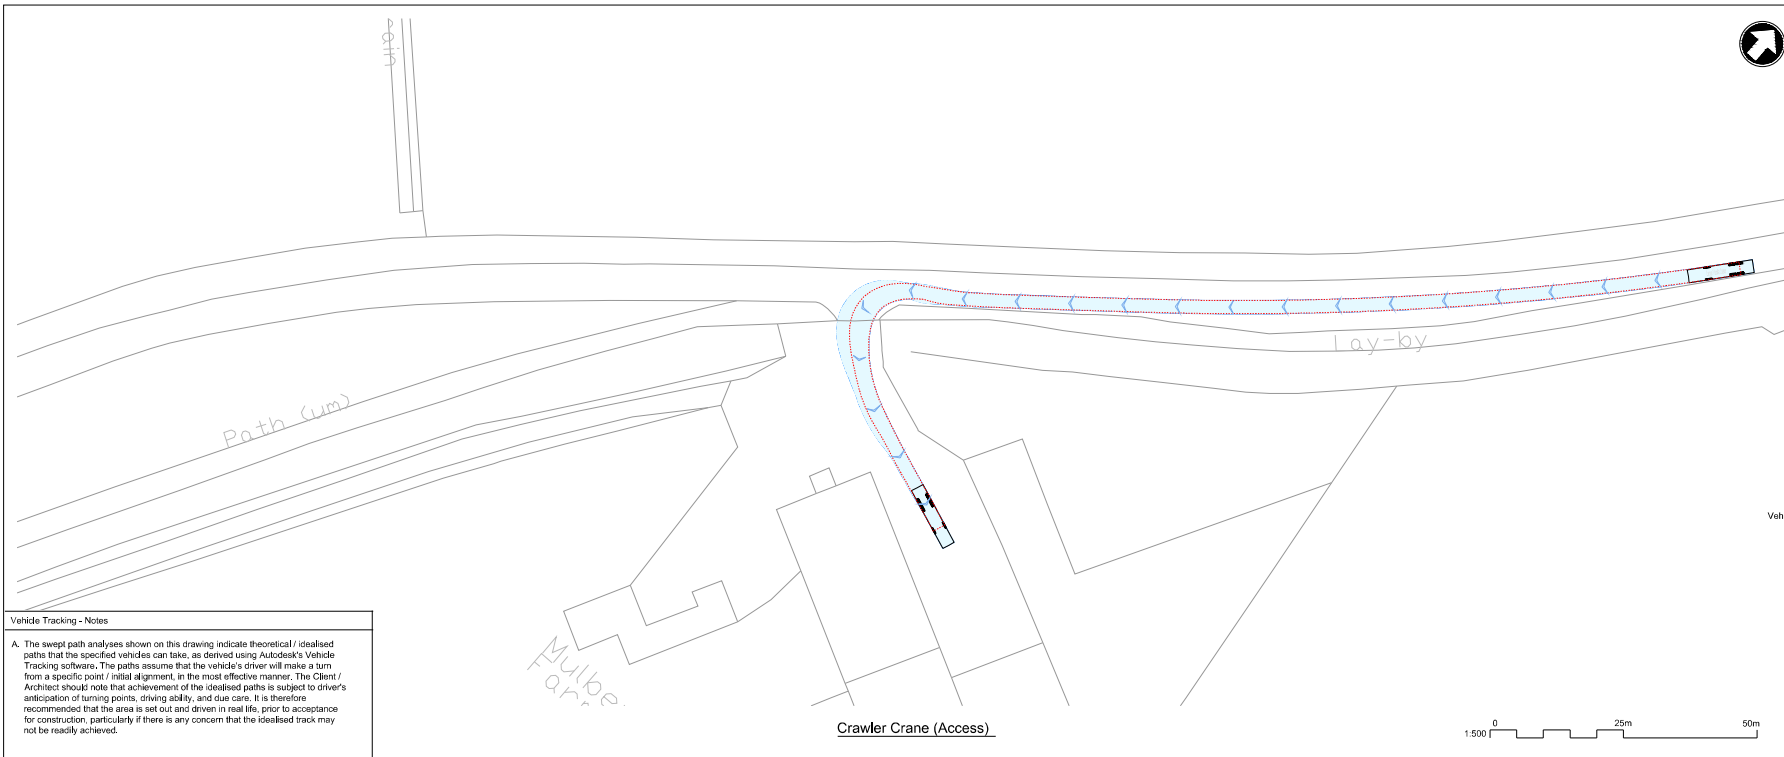 Path (um)
Lay-by
Veh
Vehicle Tracking - Notes
A. The swept path analyses shown on this drawing indicate theoretical / idealised
paths that the specified vehicles can take, as derived using Autodesk's Vehicle
Tracking software. The paths assume that the vehicle's driver will make a turn
from a specific point / initial alignment, in the most effective manner. The Client /
Architect should note that achievement of the idealised paths is subject to driver's
anticipation of turning points, driving ability, and due care. It is therefore
recommended that the area is set out and driven in real life, prior to acceptance
for construction, particularly if there is any concern that the idealised track may
not be readily achieved.
Mulbe
Crawler Crane (Access)
0 25m 50m
1:500